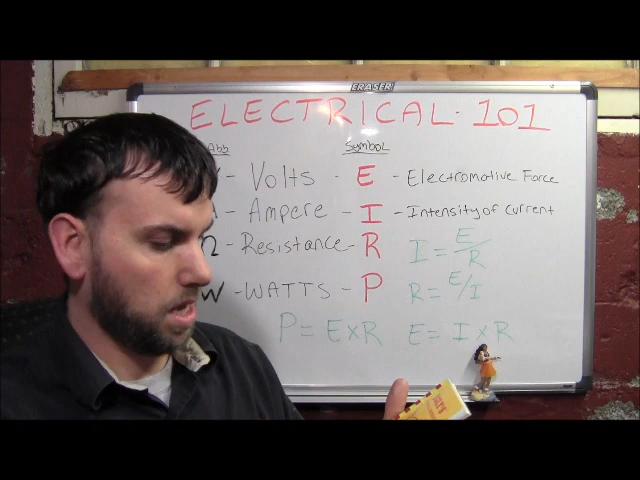 ERASER
ELECTRICAL - 101
Abb Symbol
- Volts - E - Electromotive Force
- Ampere - I - Intensity of current
Ω - Resistance - R I = E/R
W - WATTS - P R = E/I
P = E x R E = I x R